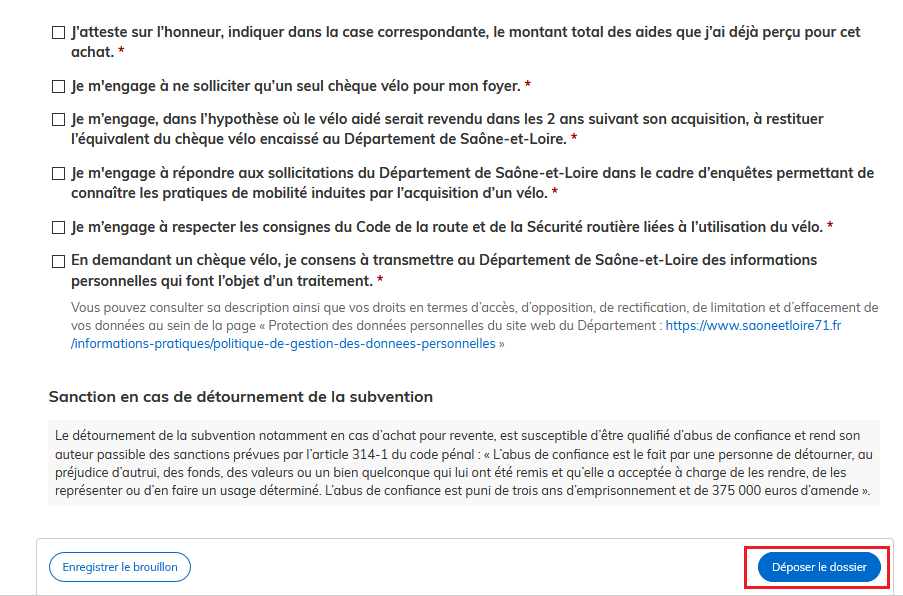 J’atteste sur l’honneur, indiquer dans la case correspondante, le montant total des aides que j’ai déjà perçu pour cet
achat. *
Je m'engage à ne solliciter qu’un seul chèque vélo pour mon foyer. *
Je m’engage, dans l’hypothèse où le vélo aidé serait revendu dans les 2 ans suivant son acquisition, à restituer
l’équivalent du chèque vélo encaissé au Département de Saône-et-Loire. *
Je m'engage à répondre aux sollicitations du Département de Saône-et-Loire dans le cadre d’enquêtes permettant de
connaître les pratiques de mobilité induites par l’acquisition d’un vélo. *
Je m’engage à respecter les consignes du Code de la route et de la Sécurité routière liées à l’utilisation du vélo. *
En demandant un chèque vélo, je consens à transmettre au Département de Saône-et-Loire des informations
personnelles qui font l’objet d’un traitement. *
Vous pouvez consulter sa description ainsi que vos droits en termes d’accès, d’opposition, de rectification, de limitation et d’effacement de
vos données au sein de la page « Protection des données personnelles du site web du Département : https://www.saoneetloire71.fr
/informations-pratiques/politique-de-gestion-des-donnees-personnelles »
Sanction en cas de détournement de la subvention
Le détournement de la subvention notamment en cas d’achat pour revente, est susceptible d’être qualifié d’abus de confiance et rend son
auteur passible des sanctions prévues par l’article 314-1 du code pénal : « L’abus de confiance est le fait par une personne de détourner, au
préjudice d’autrui, des fonds, des valeurs ou un bien quelconque qui lui ont été remis et qu’elle a acceptée à charge de les rendre, de les
représenter ou d’en faire un usage déterminé. L’abus de confiance est puni de trois ans d’emprisonnement et de 375 000 euros d’amende ».
Enregistrer le brouillon
Déposer le dossier